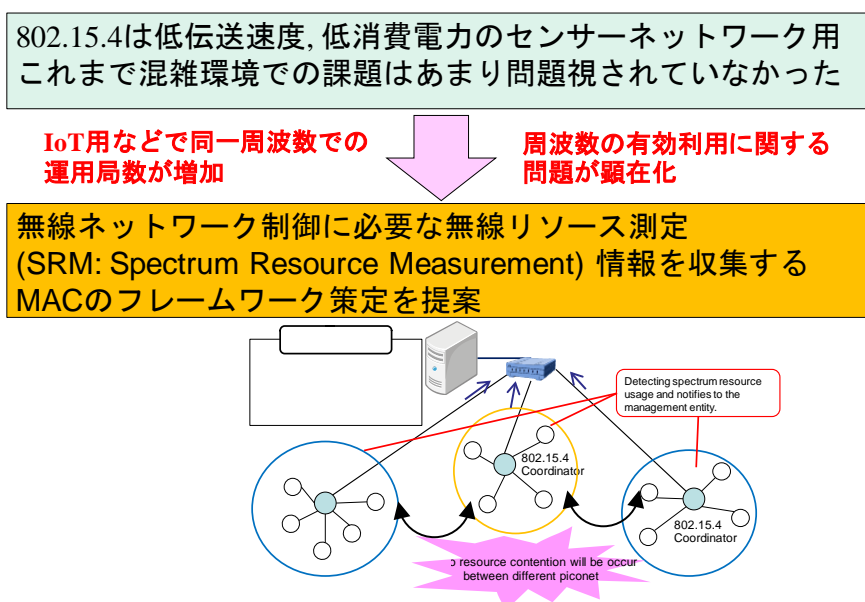 802.15.4は低伝送速度, 低消費電力のセンサーネットワーク用
これまで混雑環境での課題はあまり問題視されていなかった
IoT用などで同一周波数での
運用局数が増加
周波数の有効利用に関する
問題が顕在化
無線ネットワーク制御に必要な無線リソース測定
(SRM: Spectrum Resource Measurement) 情報を収集する
MACのフレームワーク策定を提案
Detecting spectrum resource
usage and notifies to the
management entity.
802.15.4
Coordinator
802.15.4
Coordinator
resource contention will be occur
between different piconet